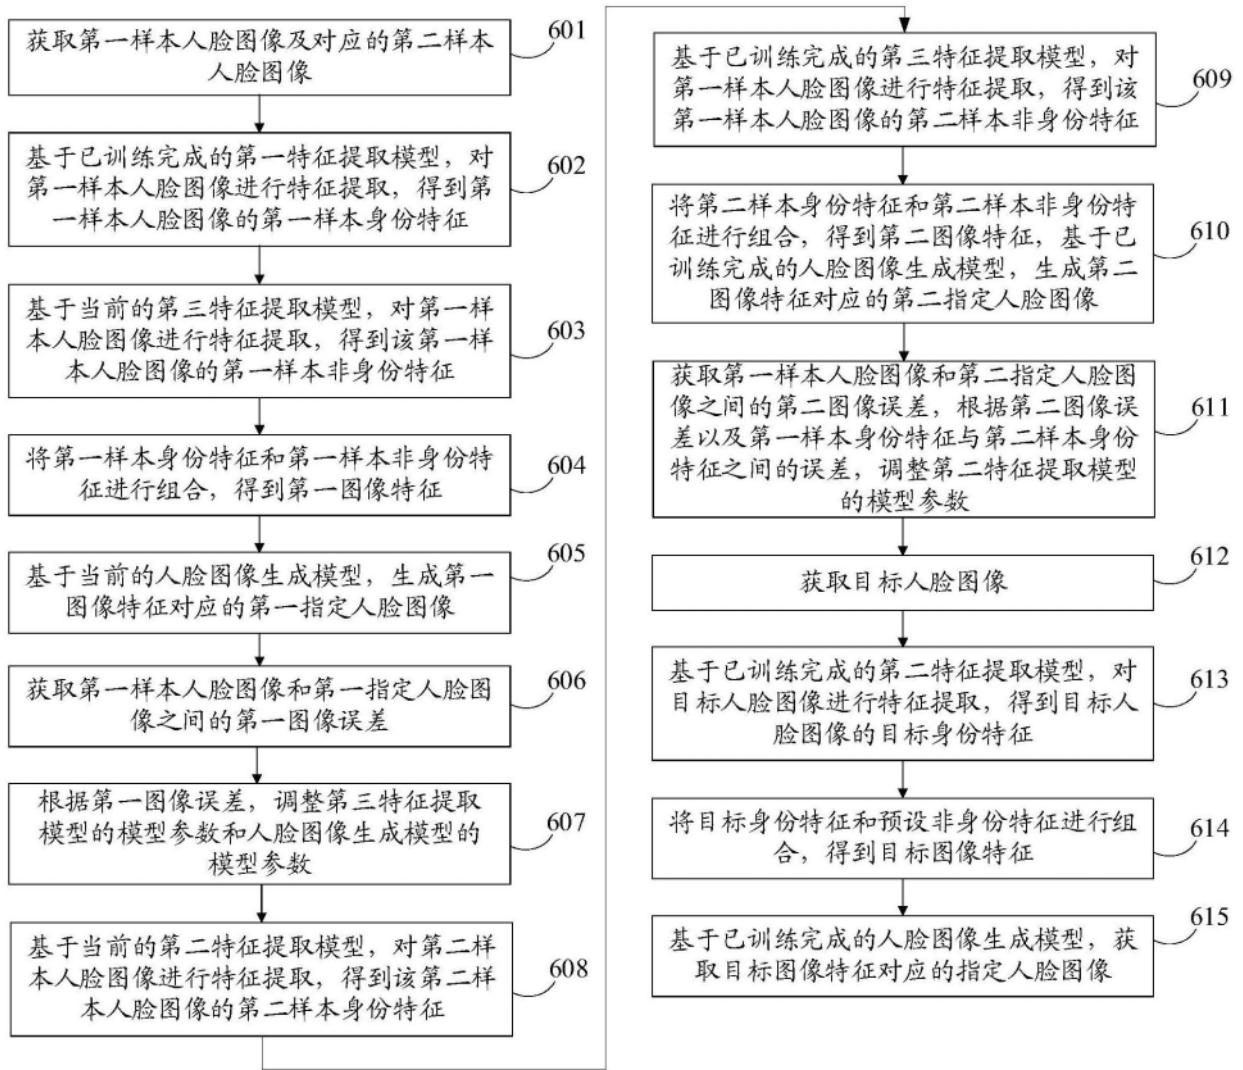 获取第一样本人脸图像及对应的第二样本
人脸图像
601
基于已训练完成的第一特征提取模型，对
第一样本人脸图像进行特征提取，得到第
一样本人脸图像的第一样本身份特征
602
基于当前的第三特征提取模型，对第一样
本人脸图像进行特征提取，得到该第一样
本人脸图像的第一样本非身份特征
603
将第一样本身份特征和第一样本非身份特
征进行组合，得到第一图像特征
604
基于当前的人脸图像生成模型，生成第一
图像特征对应的第一指定人脸图像
605
获取第一样本人脸图像和第一指定人脸图
像之间的第一图像误差
606
根据第一图像误差，调整第三特征提取
模型的模型参数和人脸图像生成模型的
模型参数
607
基于当前的第二特征提取模型，对第二样
本人脸图像进行特征提取，得到该第二样
本人脸图像的第二样本身份特征
608
基于已训练完成的第三特征提取模型，对
第一样本人脸图像进行特征提取，得到该
第一样本人脸图像的第二样本非身份特征
609
将第二样本身份特征和第二样本非身份特
征进行组合，得到第二图像特征，基于已
训练完成的人脸图像生成模型，生成第二
图像特征对应的第二指定人脸图像
610
获取第一样本人脸图像和第二指定人脸图
像之间的第二图像误差，根据第二图像误
差以及第一样本身份特征与第二样本身份
特征之间的误差，调整第二特征提取模型
的模型参数
611
获取目标人脸图像
612
基于已训练完成的第二特征提取模型，对
目标人脸图像进行特征提取，得到目标人
脸图像的目标身份特征
613
将目标身份特征和预设非身份特征进行组
合，得到目标图像特征
614
基于已训练完成的人脸图像生成模型，获
取目标图像特征对应的指定人脸图像
615